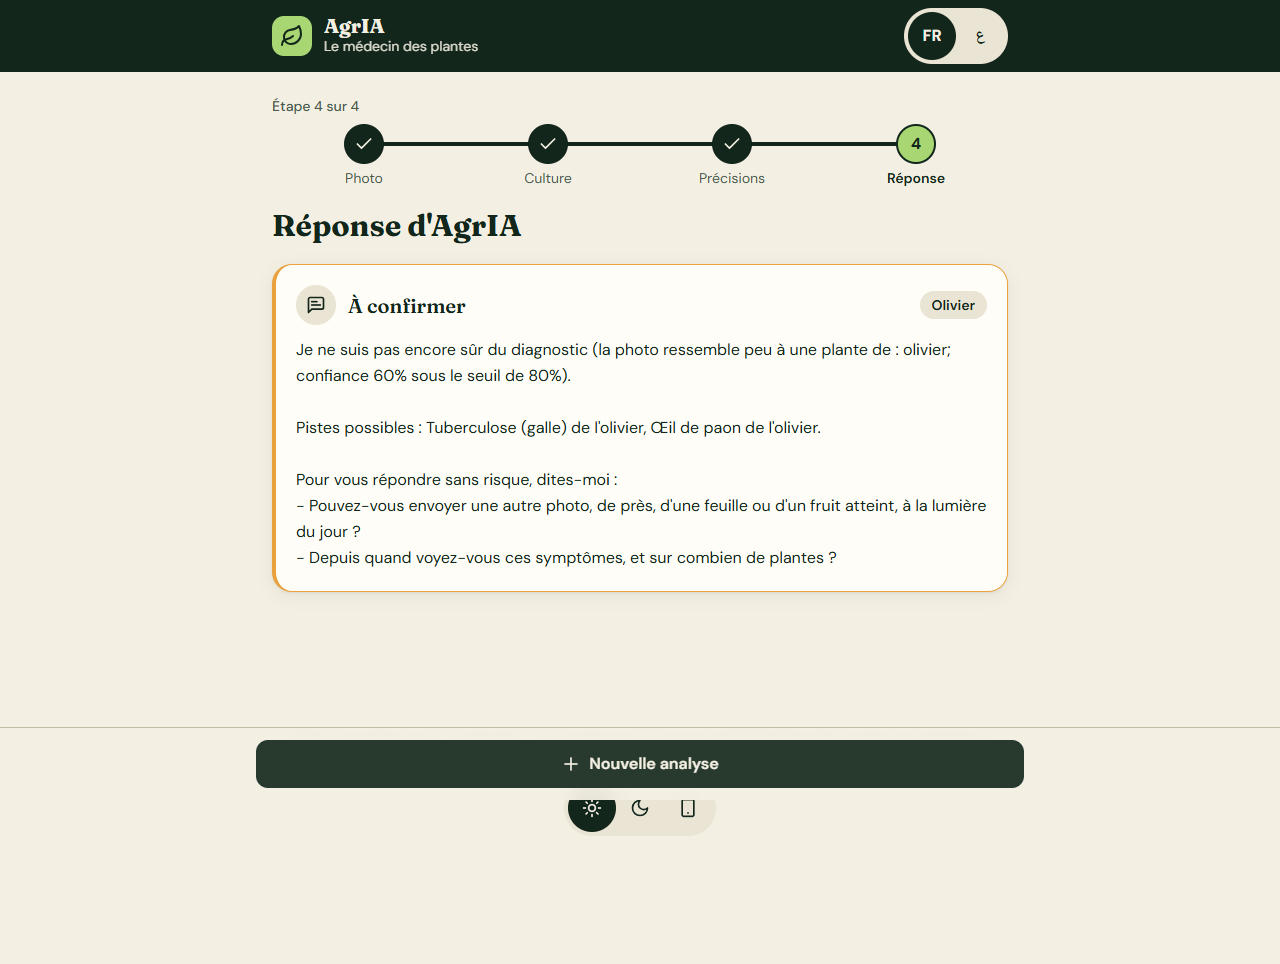 AgrIA
Le médecin des plantes
FR
ع
Étape 4 sur 4
4
Photo
Culture
Précisions
Réponse
Réponse d'AgrIA
À confirmer
Olivier
Je ne suis pas encore sûr du diagnostic (la photo ressemble peu à une plante de : olivier;
confiance 60% sous le seuil de 80%).
Pistes possibles : Tuberculose (galle) de l'olivier, Œil de paon de l'olivier.
Pour vous répondre sans risque, dites-moi :
- Pouvez-vous envoyer une autre photo, de près, d'une feuille ou d'un fruit atteint, à la lumière
du jour ?
- Depuis quand voyez-vous ces symptômes, et sur combien de plantes ?
Nouvelle analyse